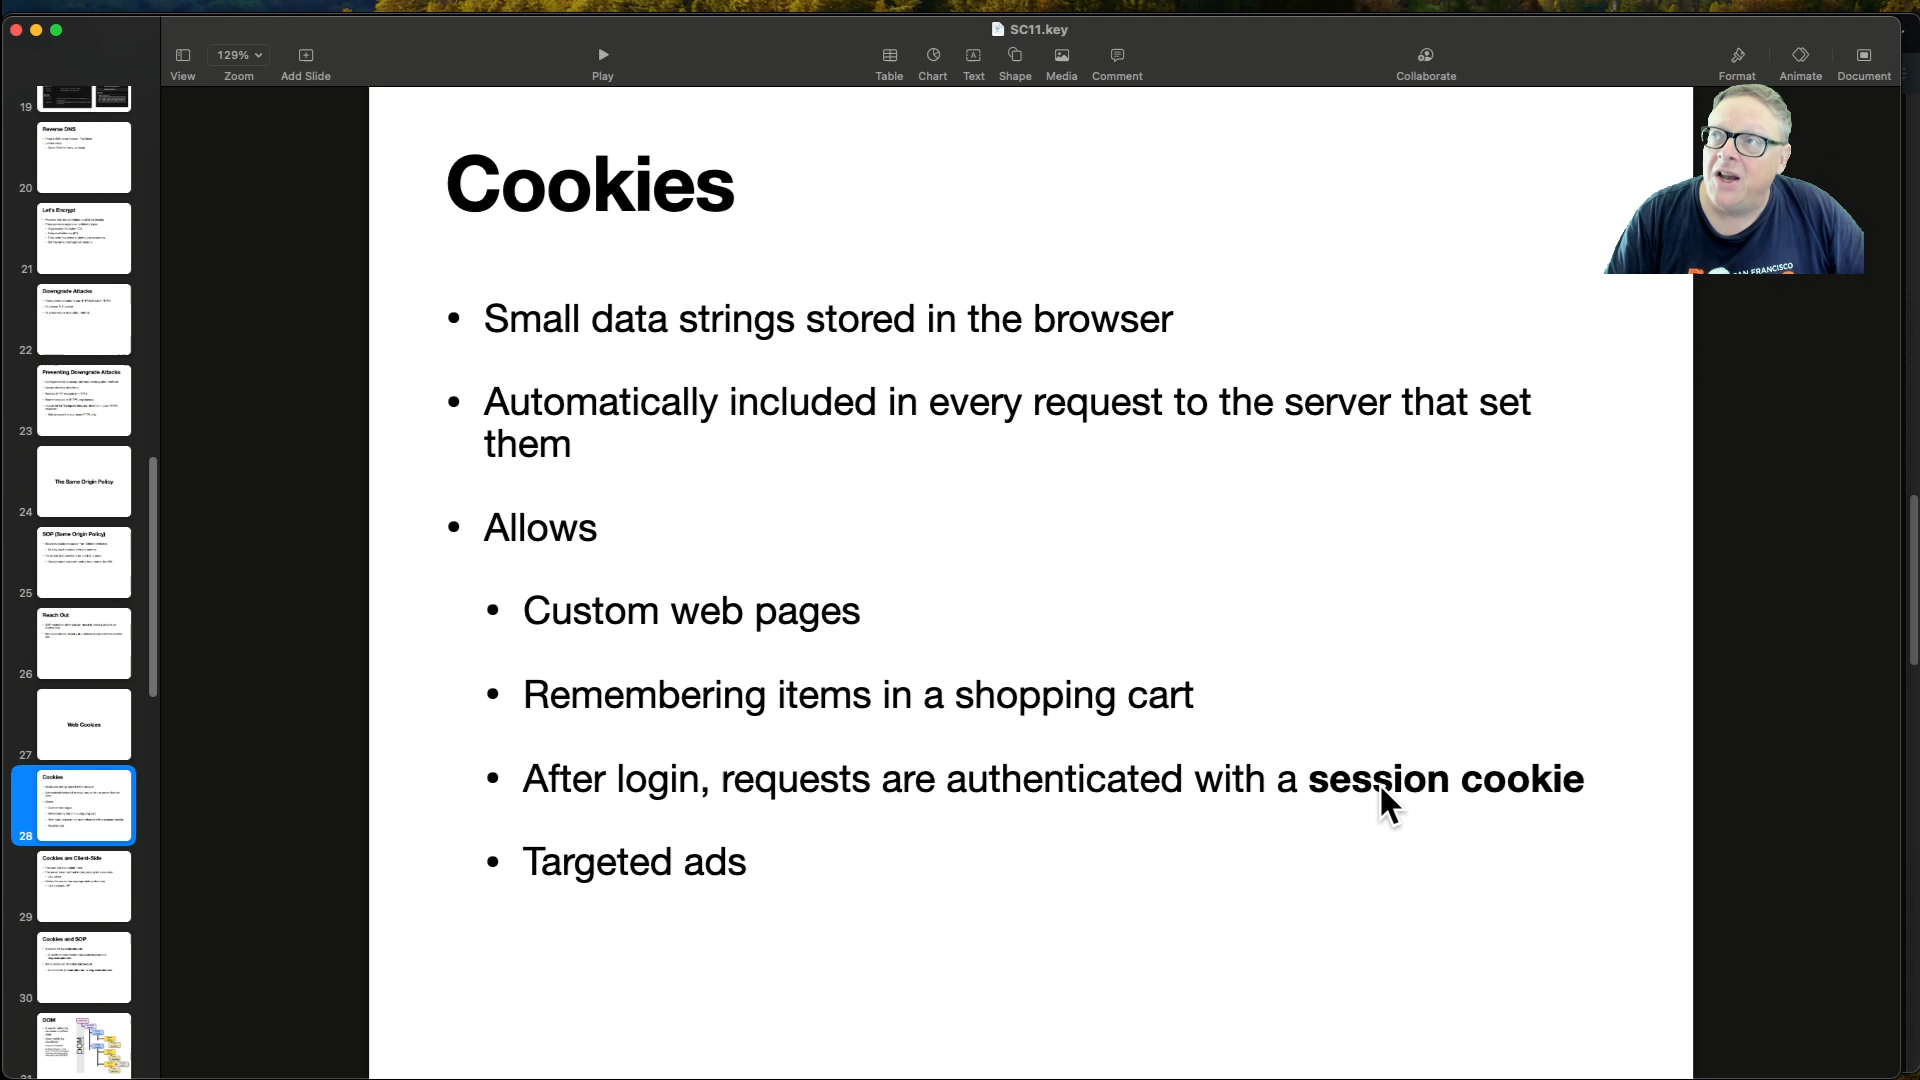 SC11.key
129%
View
Zoom
Add Slide
Play
Table
Chart
Text
Shape
Media
Comment
Collaborate
Format
Animate
Document
19
Reverse DNS
20
Let's Encrypt
21
Downgrade Attacks
22
Preventing Downgrade Attacks
23
The Same Origin Policy
24
SOP (Same Origin Policy)
25
Reach Out
26
Web Cookies
27
Cookies
28
Cookies are Client-Side
29
Cookies and SOP
30
DOM
DOM
Cookies
• Small data strings stored in the browser
• Automatically included in every request to the server that set
them
• Allows
• Custom web pages
• Remembering items in a shopping cart
• After login, requests are authenticated with a session cookie
• Targeted ads
SAN FRANCISCO